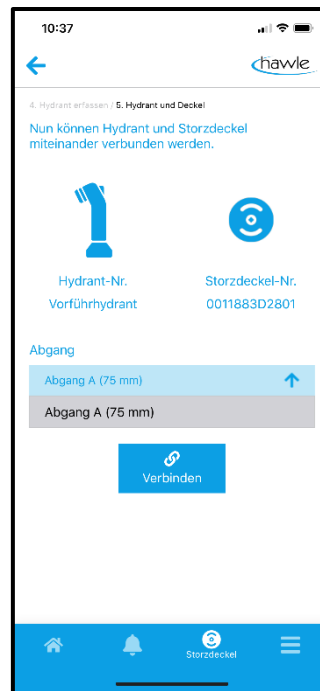 10:37
hawle
4. Hydrant erfassen / 5. Hydrant und Deckel
Nun können Hydrant und Storzdeckel
miteinander verbunden werden.
Hydrant-Nr.
Vorführhydrant
Storzdeckel-Nr.
0011883D2801
Abgang
Abgang A (75 mm)
Abgang A (75 mm)
Verbinden
Storzdeckel